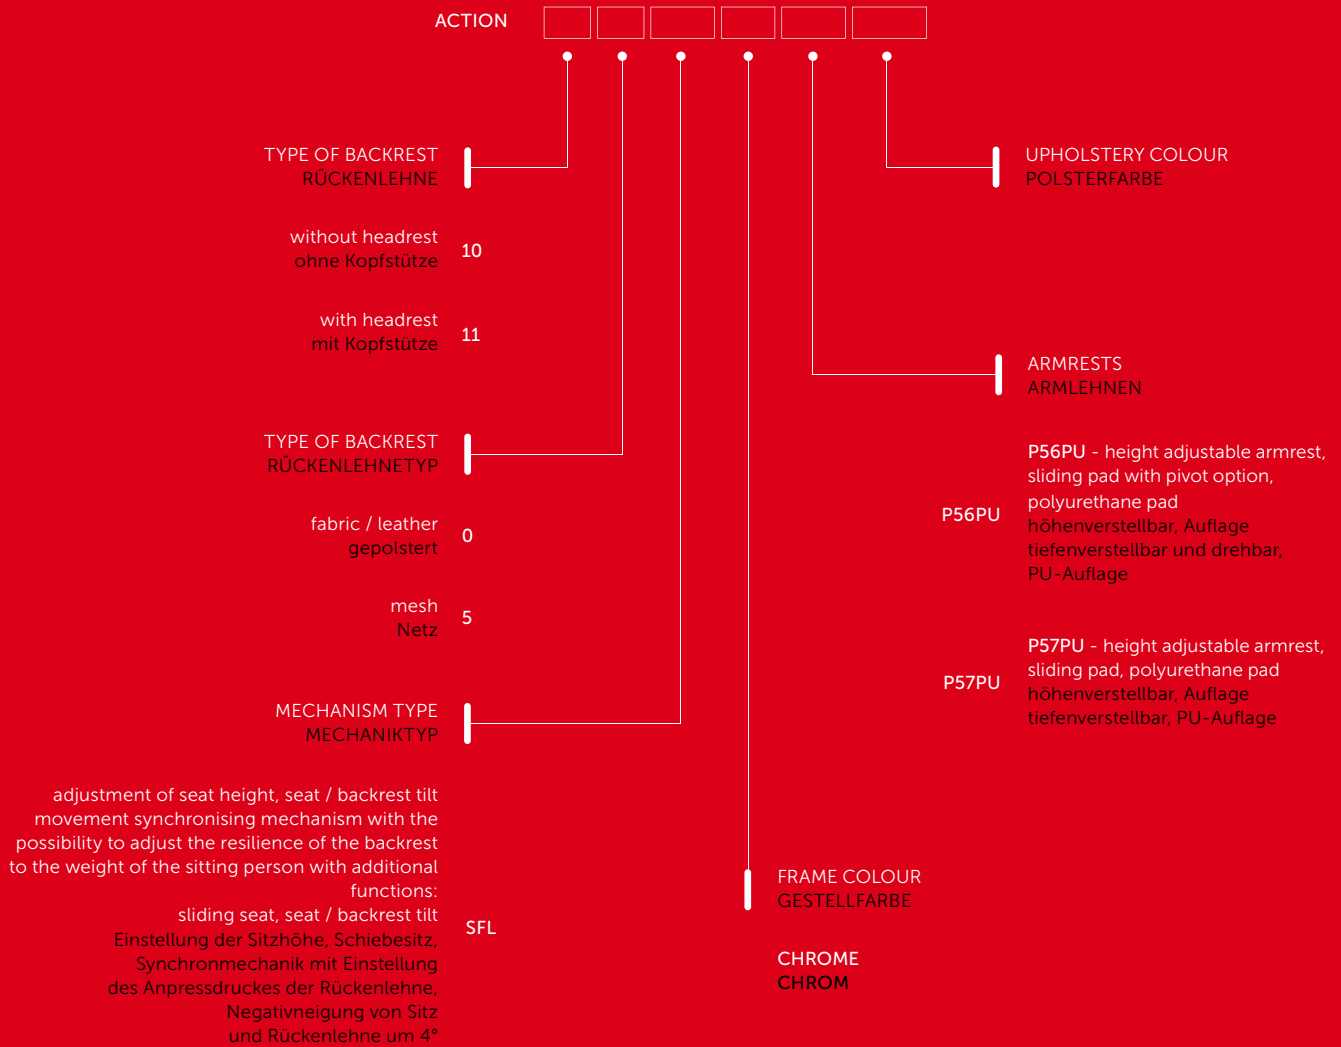 ACTION
TYPE OF BACKREST
RÜCKENLEHNE
without headrest
ohne Kopfstütze
10
with headrest
mit Kopfstütze
11
TYPE OF BACKREST
RÜCKENLEHNETYP
fabric / leather
gepolstert
0
mesh
Netz
5
MECHANISM TYPE
MECHANIKTYP
adjustment of seat height, seat / backrest tilt
movement synchronising mechanism with the
possibility to adjust the resilience of the backrest
to the weight of the sitting person with additional
functions:
sliding seat, seat / backrest tilt
Einstellung der Sitzhöhe, Schiebesitz,
Synchronmechanik mit Einstellung
des Anpressdruckes der Rückenlehne,
Negativneigung von Sitz
und Rückenlehne um 4°
SFL
FRAME COLOUR
GESTELLFARBE
CHROME
CHROM
UPHOLSTERY COLOUR
POLSTERFARBE
ARMRESTS
ARMLEHNEN
P56PU
P56PU - height adjustable armrest,
sliding pad with pivot option,
polyurethane pad
höhenverstellbar, Auflage
tiefenverstellbar und drehbar,
PU-Auflage
P57PU
P57PU - height adjustable armrest,
sliding pad, polyurethane pad
höhenverstellbar, Auflage
tiefenverstellbar, PU-Auflage